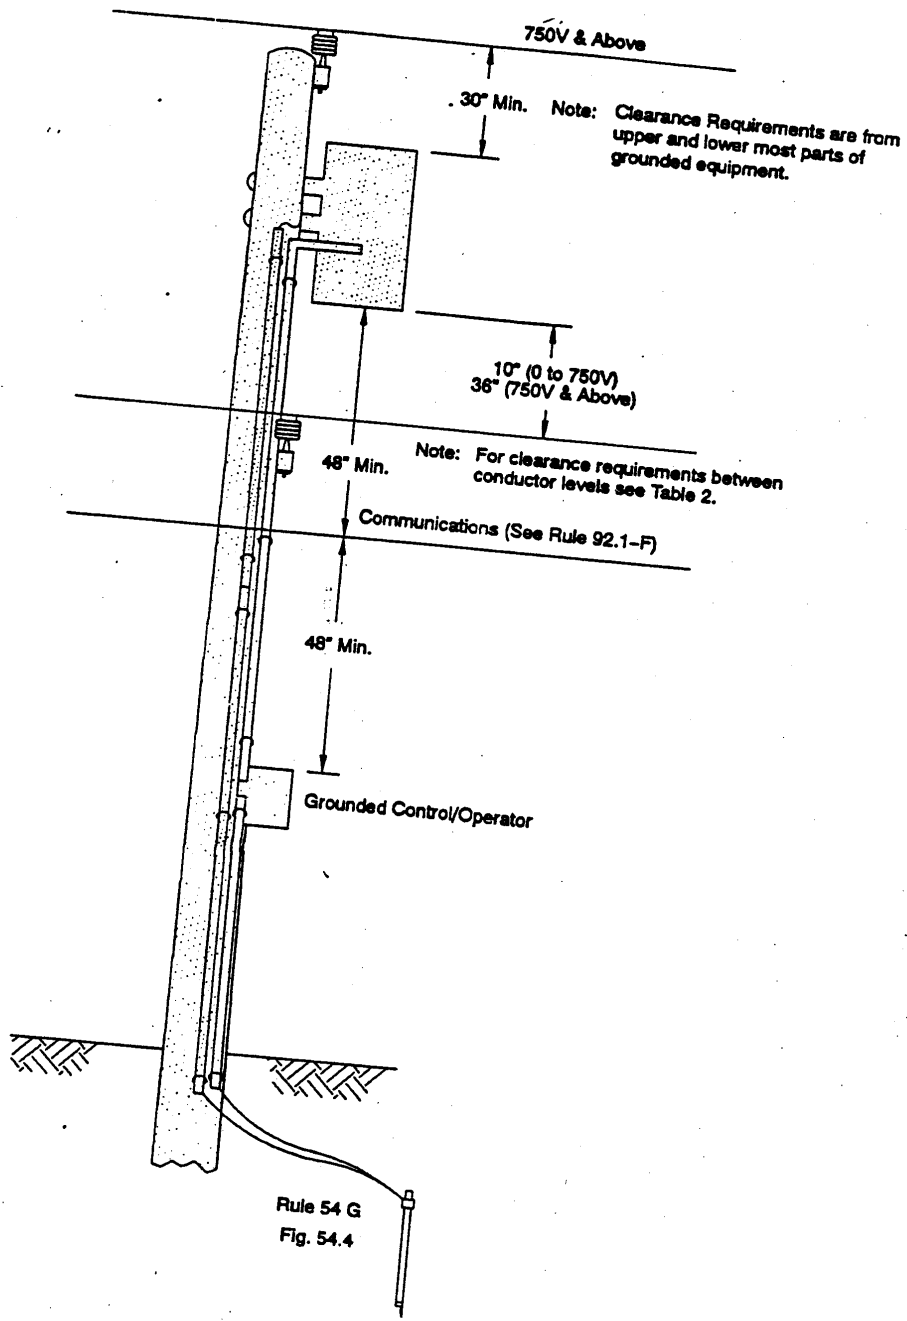 750V & Above
30" Min.
Note: Clearance Requirements are from
upper and lower most parts of
grounded equipment.
10" (0 to 750V)
36" (750V & Above)
48" Min.
Note: For clearance requirements between
conductor levels see Table 2.
Communications (See Rule 92.1-F)
48" Min.
Grounded Control/Operator
Rule 54 G
Fig. 54.4